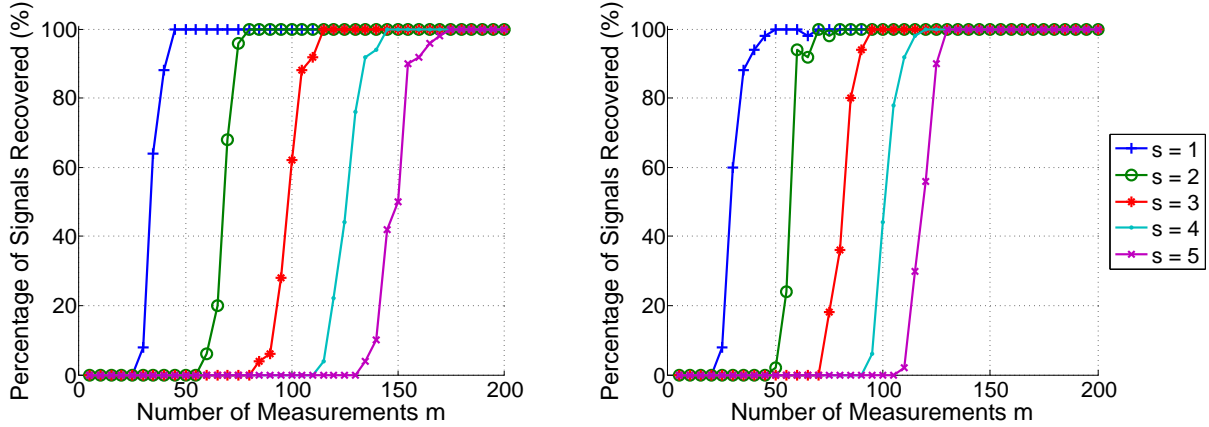 Percentage of Signals Recovered (%)
100
80
60
40
20
0
50
100
150
200
Number of Measurements m
Percentage of Signals Recovered (%)
100
80
60
40
20
0
50
100
150
200
Number of Measurements m
s = 1
s = 2
s = 3
s = 4
s = 5